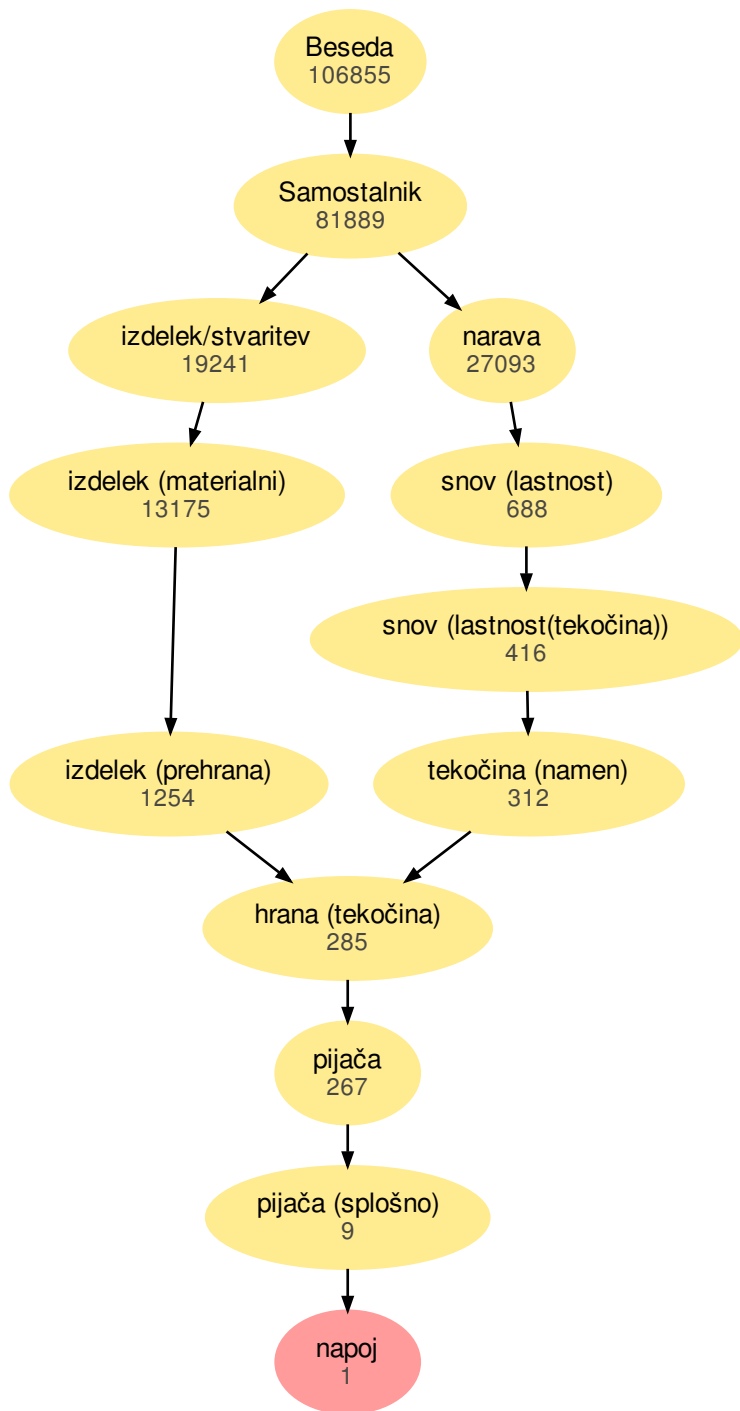 Beseda
106855
Samostalnik
81889
izdelek/stvaritev
19241
narava
27093
izdelek (materialni)
13175
snov (lastnost)
688
snov (lastnost(tekočina))
416
izdelek (prehrana)
1254
tekočina (namen)
312
hrana (tekočina)
285
pijača
267
pijača (splošno)
9
napoj
1